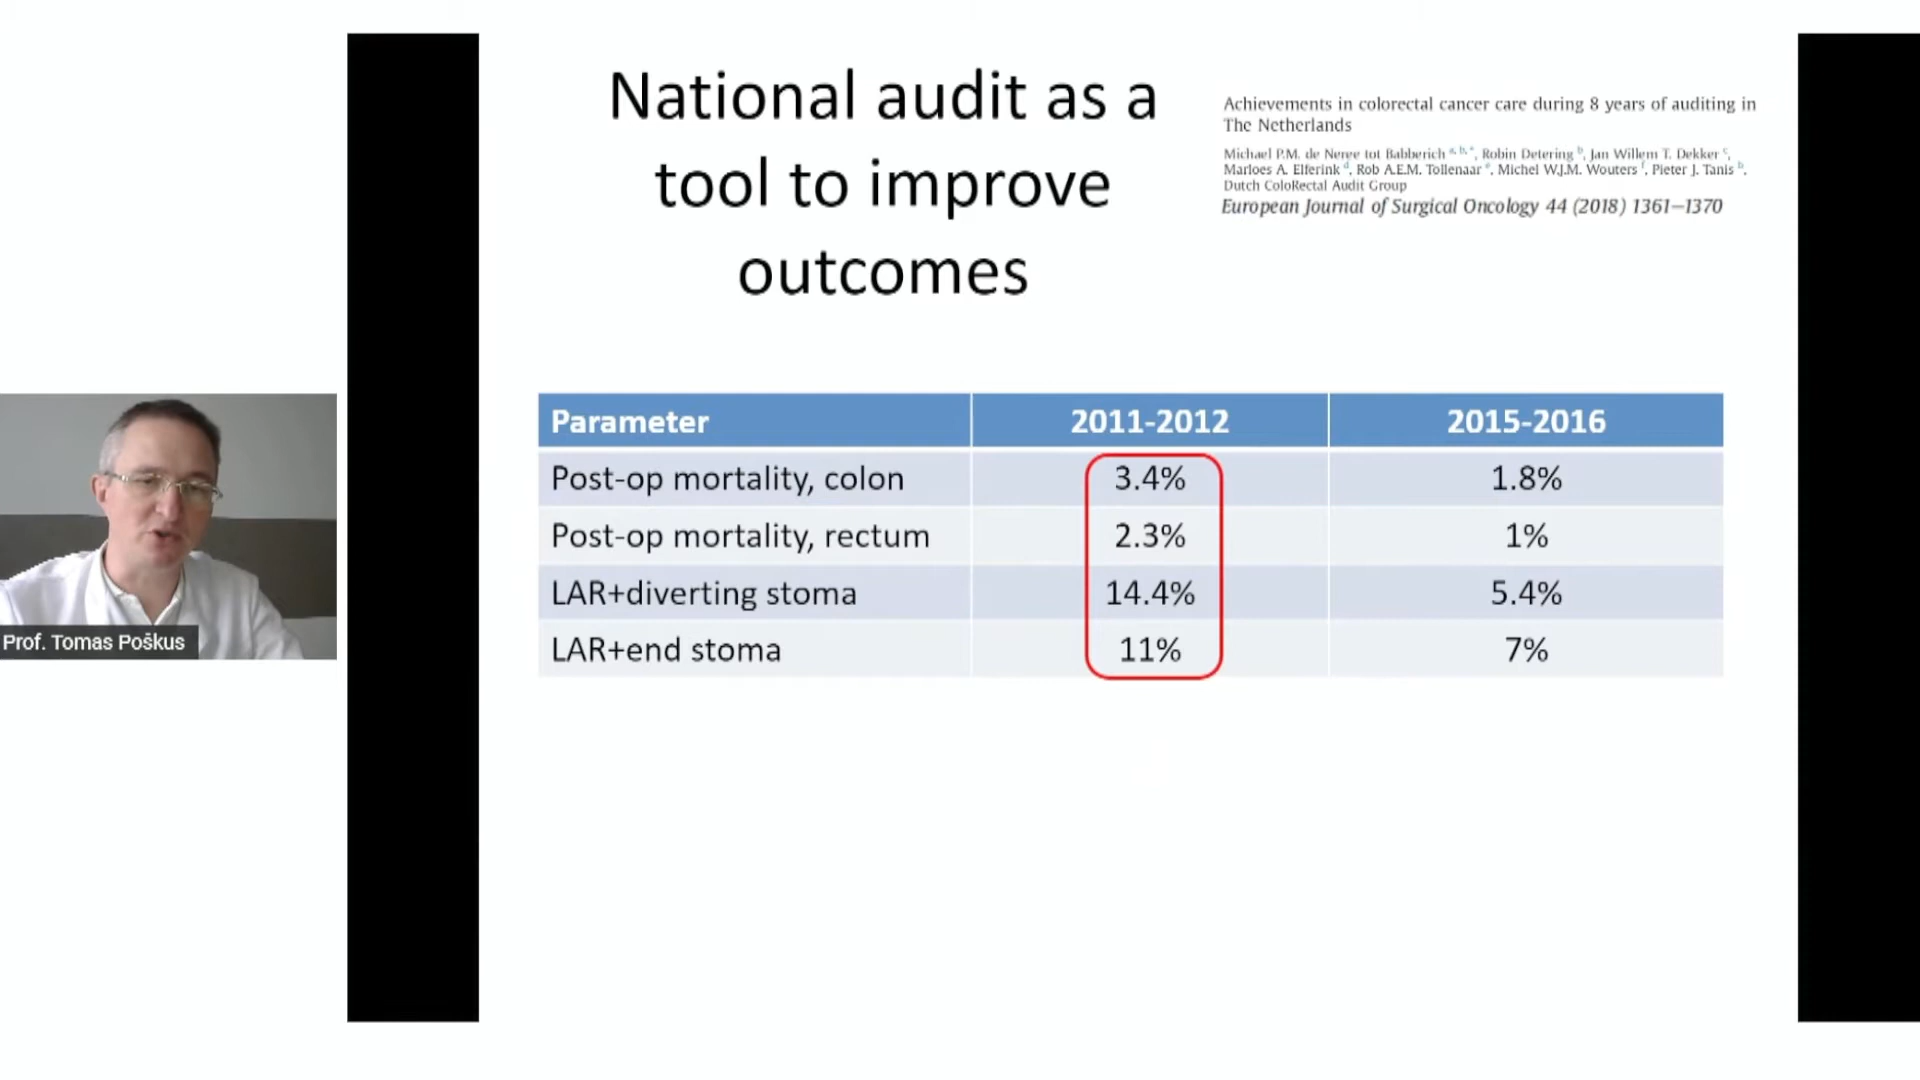 National audit as a
tool to improve
outcomes
Achievements in colorectal cancer care during 8 years of auditing in
The Netherlands
Michael P.M. de Neree tot Babberich a, b, *, Robin Detering b, Jan Willem T. Dekker c,
Marloes A. Elferink d, Rob A.E.M. Tollenaar e, Michel W.J.M. Wouters f, Pieter J. Tanis b,
Dutch ColoRectal Audit Group
European Journal of Surgical Oncology 44 (2018) 1361–1370
Parameter 2011-2012 2015-2016
Post-op mortality, colon 3.4% 1.8%
Post-op mortality, rectum 2.3% 1%
LAR+diverting stoma 14.4% 5.4%
LAR+end stoma 11% 7%
Prof. Tomas Poškus